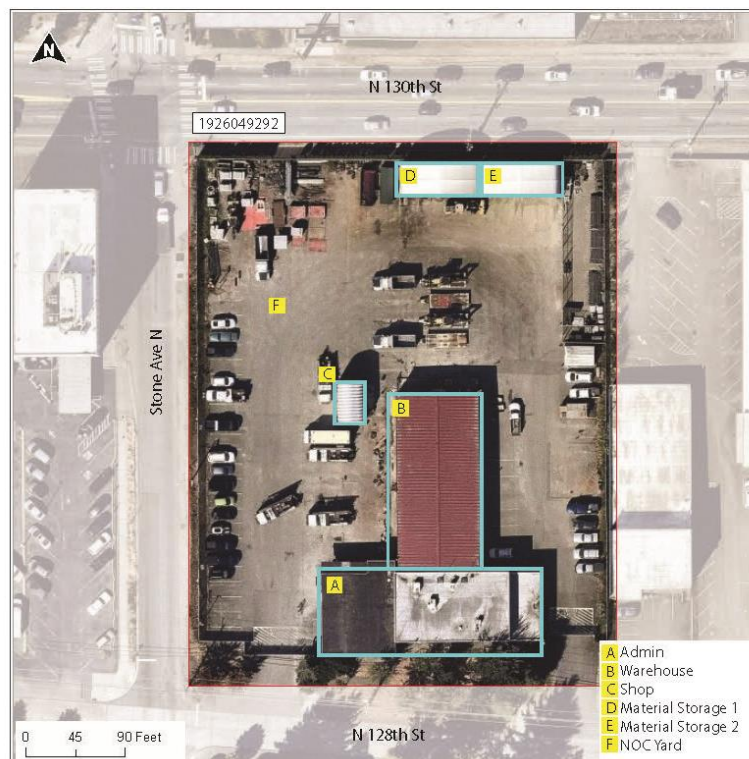 N
N 130th St
1926049292
D
E
F
Stone Ave N
C
B
A
A Admin
B Warehouse
C Shop
D Material Storage 1
E Material Storage 2
F NOC Yard
N 128th St
0 45 90 Feet